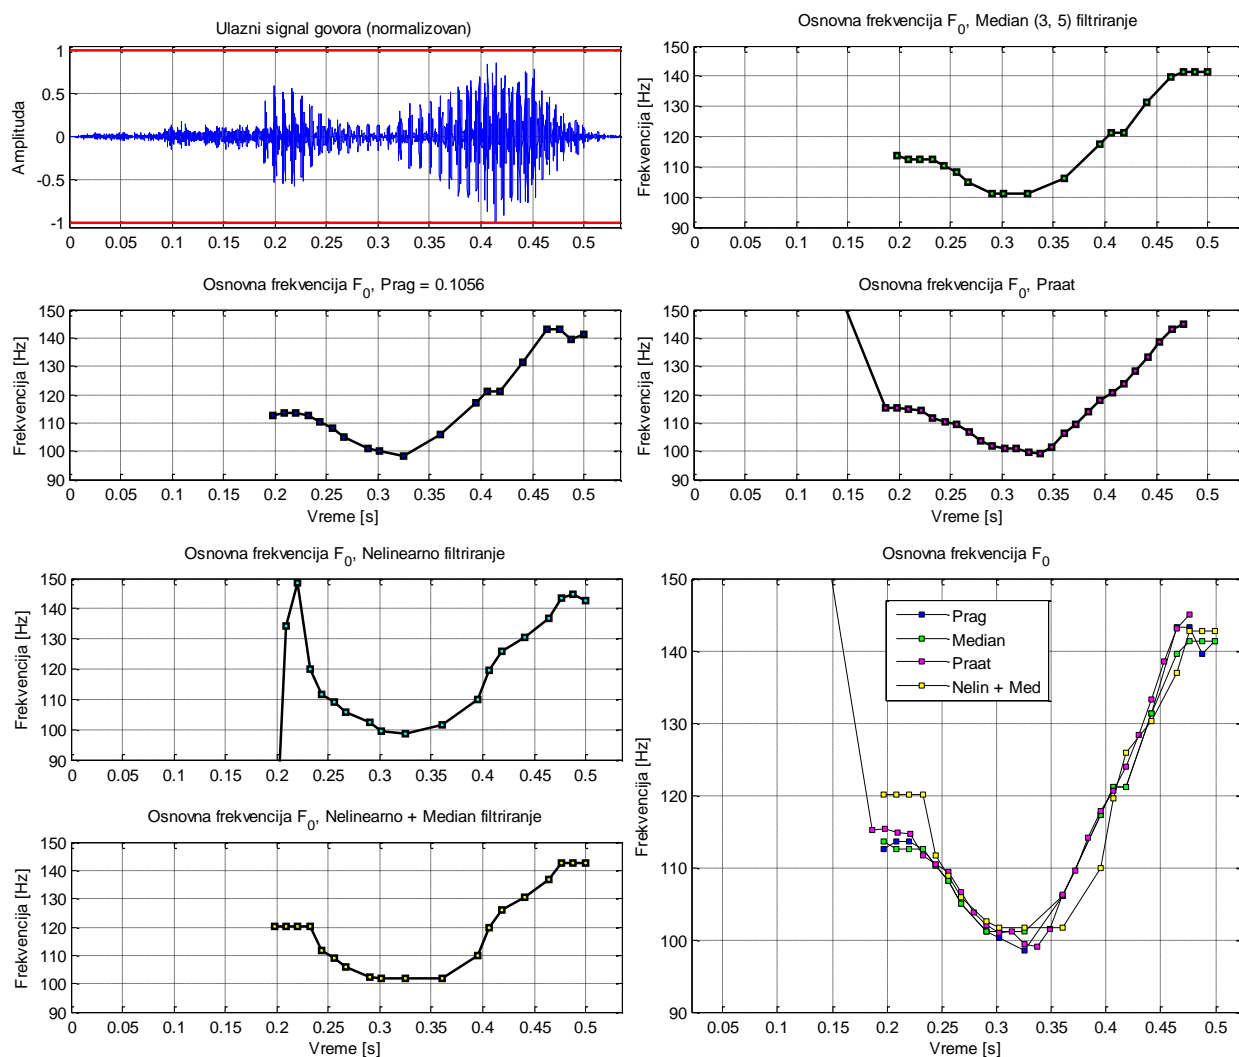 Ulazni signal govora (normalizovan)
Amplituda
1
0.5
0
-0.5
-1
0 0.05 0.1 0.15 0.2 0.25 0.3 0.35 0.4 0.45 0.5
Osnovna frekvencija F0, Median (3, 5) filtriranje
Frekvencija [Hz]
150
140
130
120
110
100
90
0 0.05 0.1 0.15 0.2 0.25 0.3 0.35 0.4 0.45 0.5
Osnovna frekvencija F0, Prag = 0.1056
Frekvencija [Hz]
150
140
130
120
110
100
90
0 0.05 0.1 0.15 0.2 0.25 0.3 0.35 0.4 0.45 0.5
Vreme [s]
Osnovna frekvencija F0, Praat
Frekvencija [Hz]
150
140
130
120
110
100
90
0 0.05 0.1 0.15 0.2 0.25 0.3 0.35 0.4 0.45 0.5
Vreme [s]
Osnovna frekvencija F0, Nelinearno filtriranje
Frekvencija [Hz]
150
140
130
120
110
100
90
0 0.05 0.1 0.15 0.2 0.25 0.3 0.35 0.4 0.45 0.5
Osnovna frekvencija F0, Nelinearno + Median filtriranje
Frekvencija [Hz]
150
140
130
120
110
100
90
0 0.05 0.1 0.15 0.2 0.25 0.3 0.35 0.4 0.45 0.5
Vreme [s]
Osnovna frekvencija F0
Frekvencija [Hz]
150
140
130
120
110
100
90
Prag
Median
Praat
Nelin + Med
0 0.05 0.1 0.15 0.2 0.25 0.3 0.35 0.4 0.45 0.5
Vreme [s]